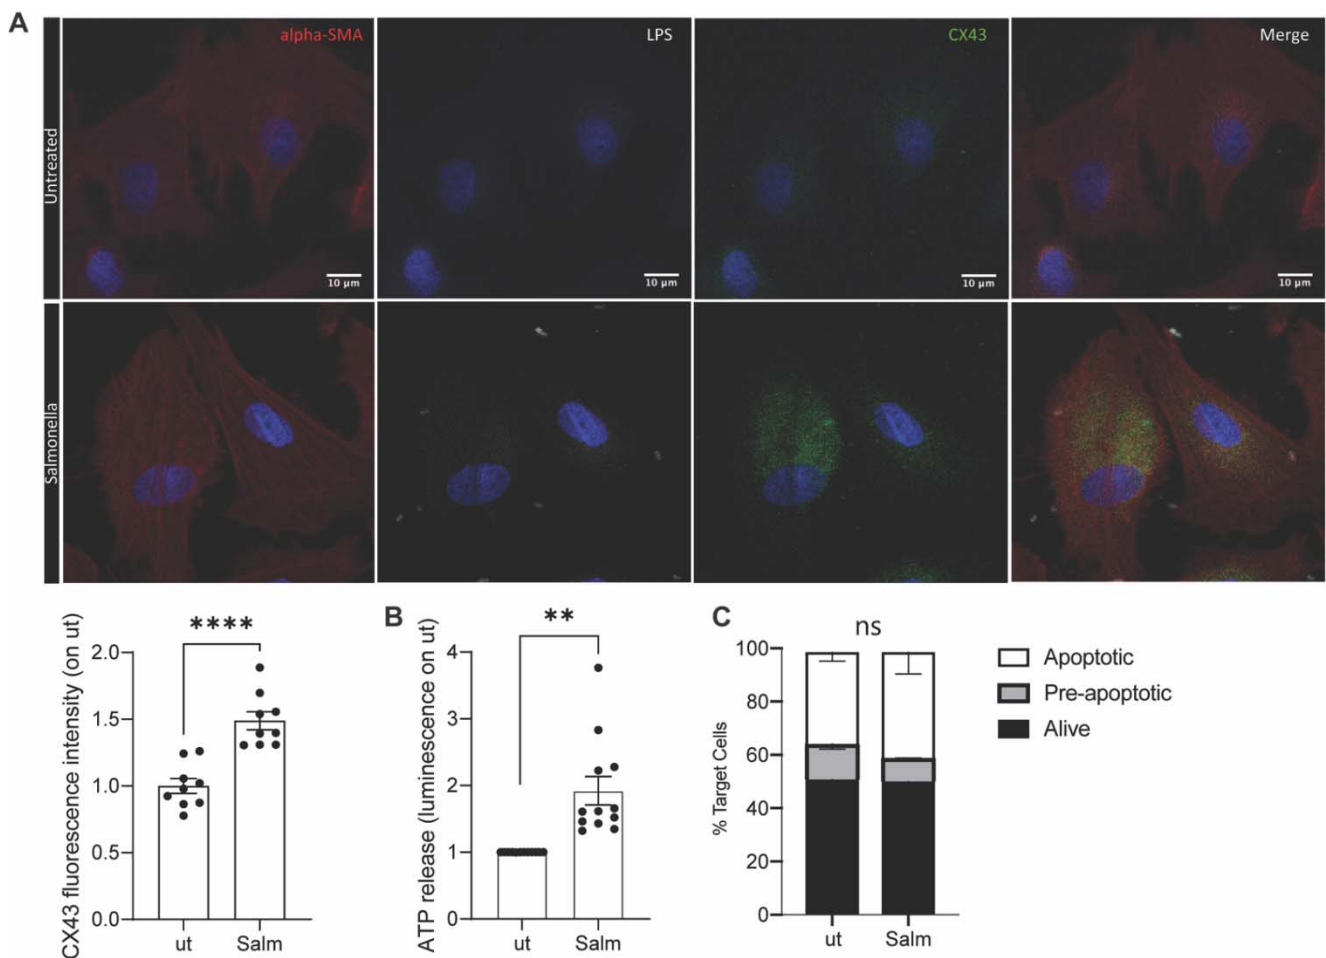 A
alpha-SMA
LPS
CX43
Merge
Untreated
10 µm
10 µm
10 µm
10 µm
Salmonella
CX43 fluorescence intensity (on ut)
****
2.0
1.5
1.0
0.5
0.0
ut
Salm
B
ATP release (luminescence on ut)
**
4
3
2
1
0
ut
Salm
C
ns
% Target Cells
100
80
60
40
20
0
ut
Salm
Apoptotic
Pre-apoptotic
Alive